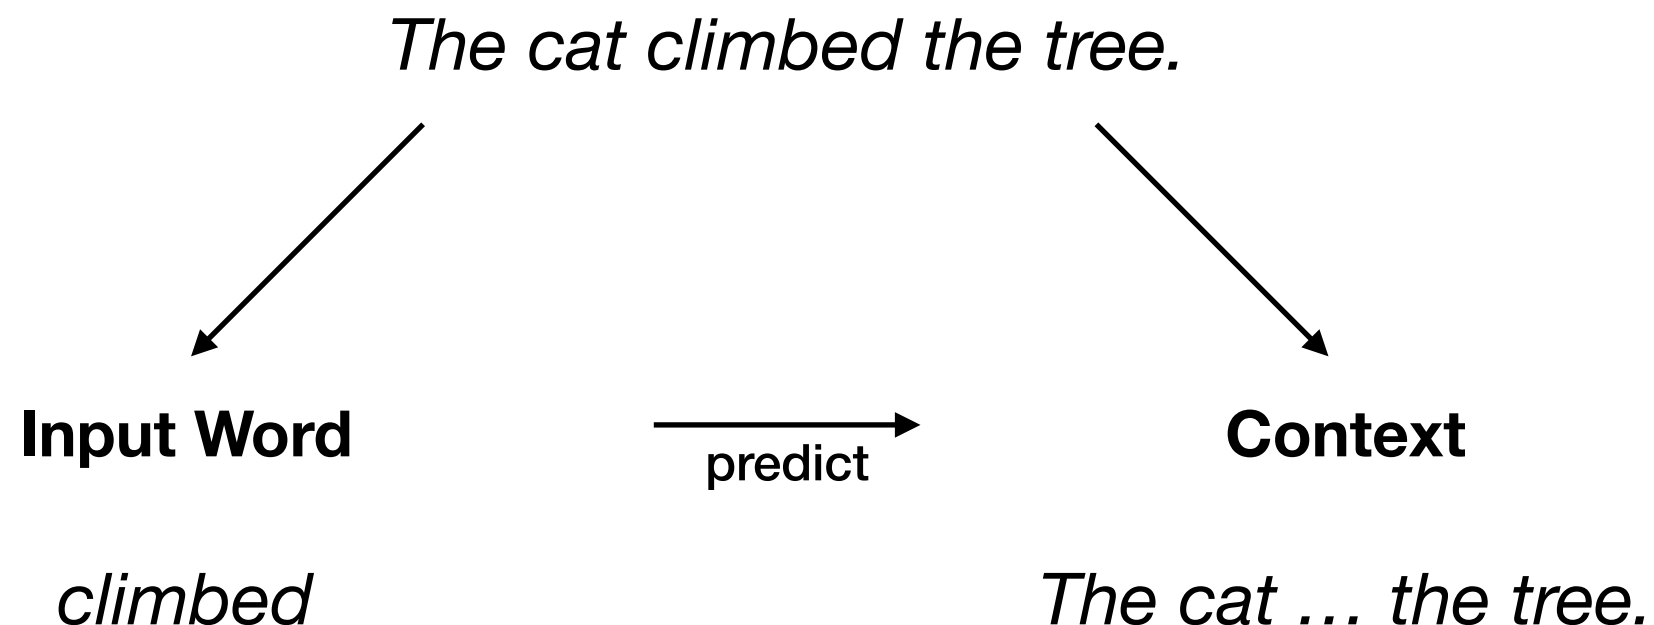 The cat climbed the tree.
Input Word
predict
Context
climbed
The cat … the tree.